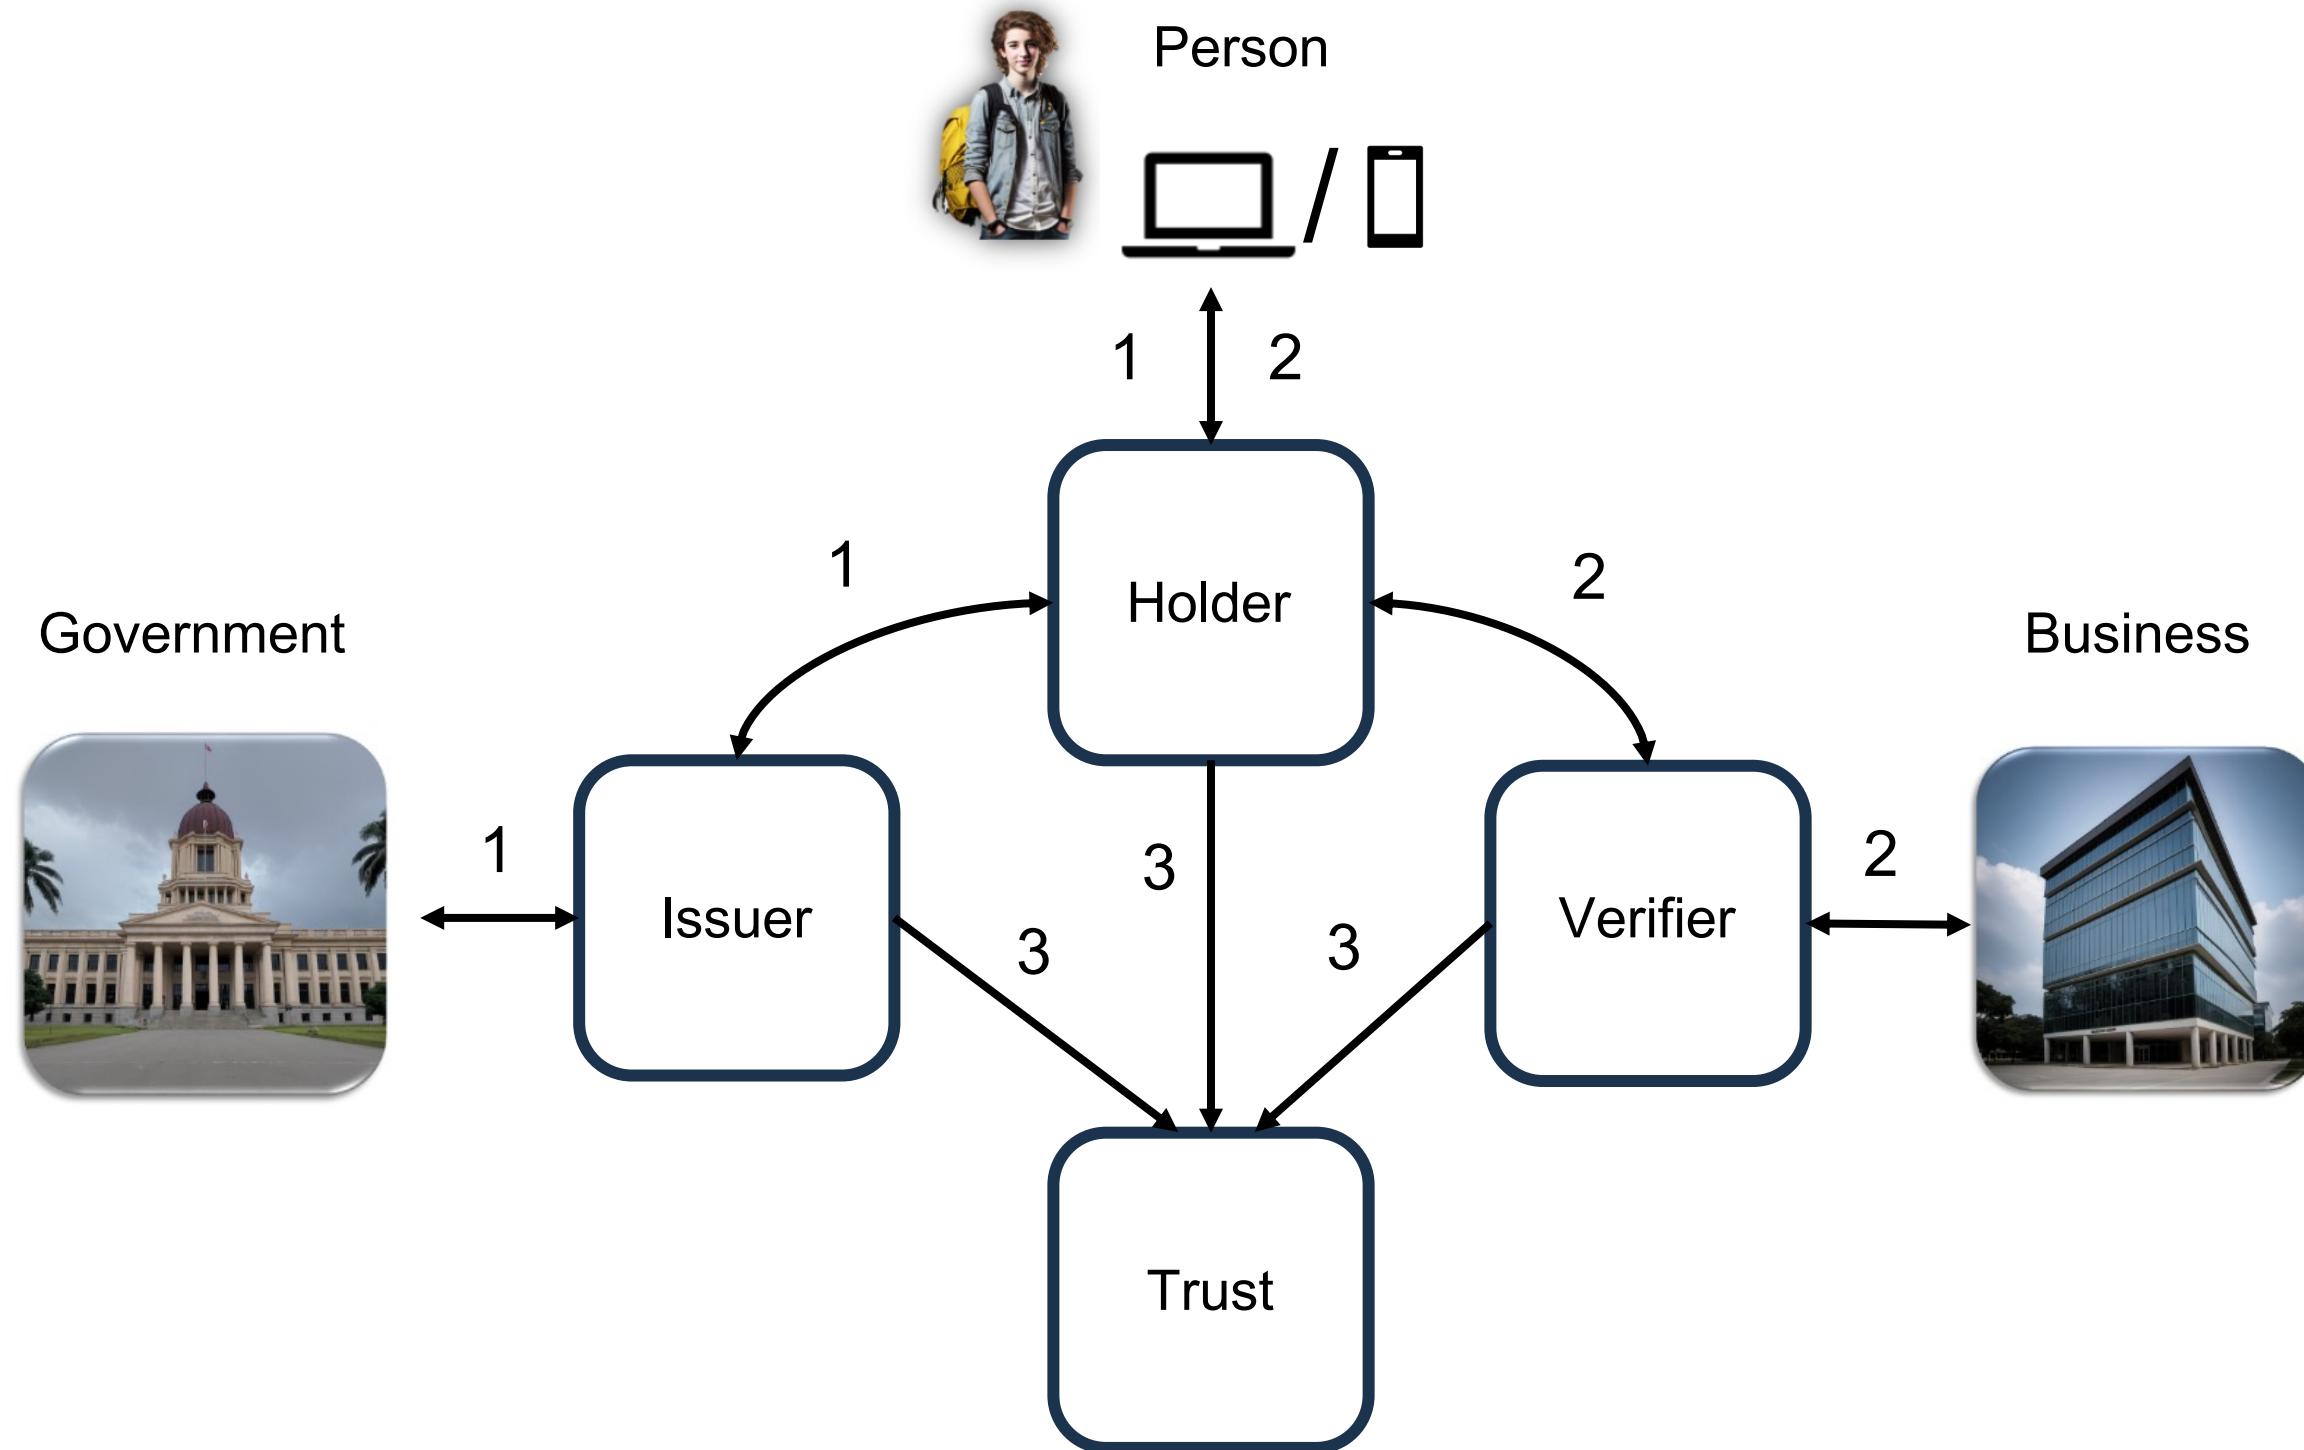 Person
/
1
2
1
2
Holder
Government
Business
1
3
2
Issuer
Verifier
3
3
Trust